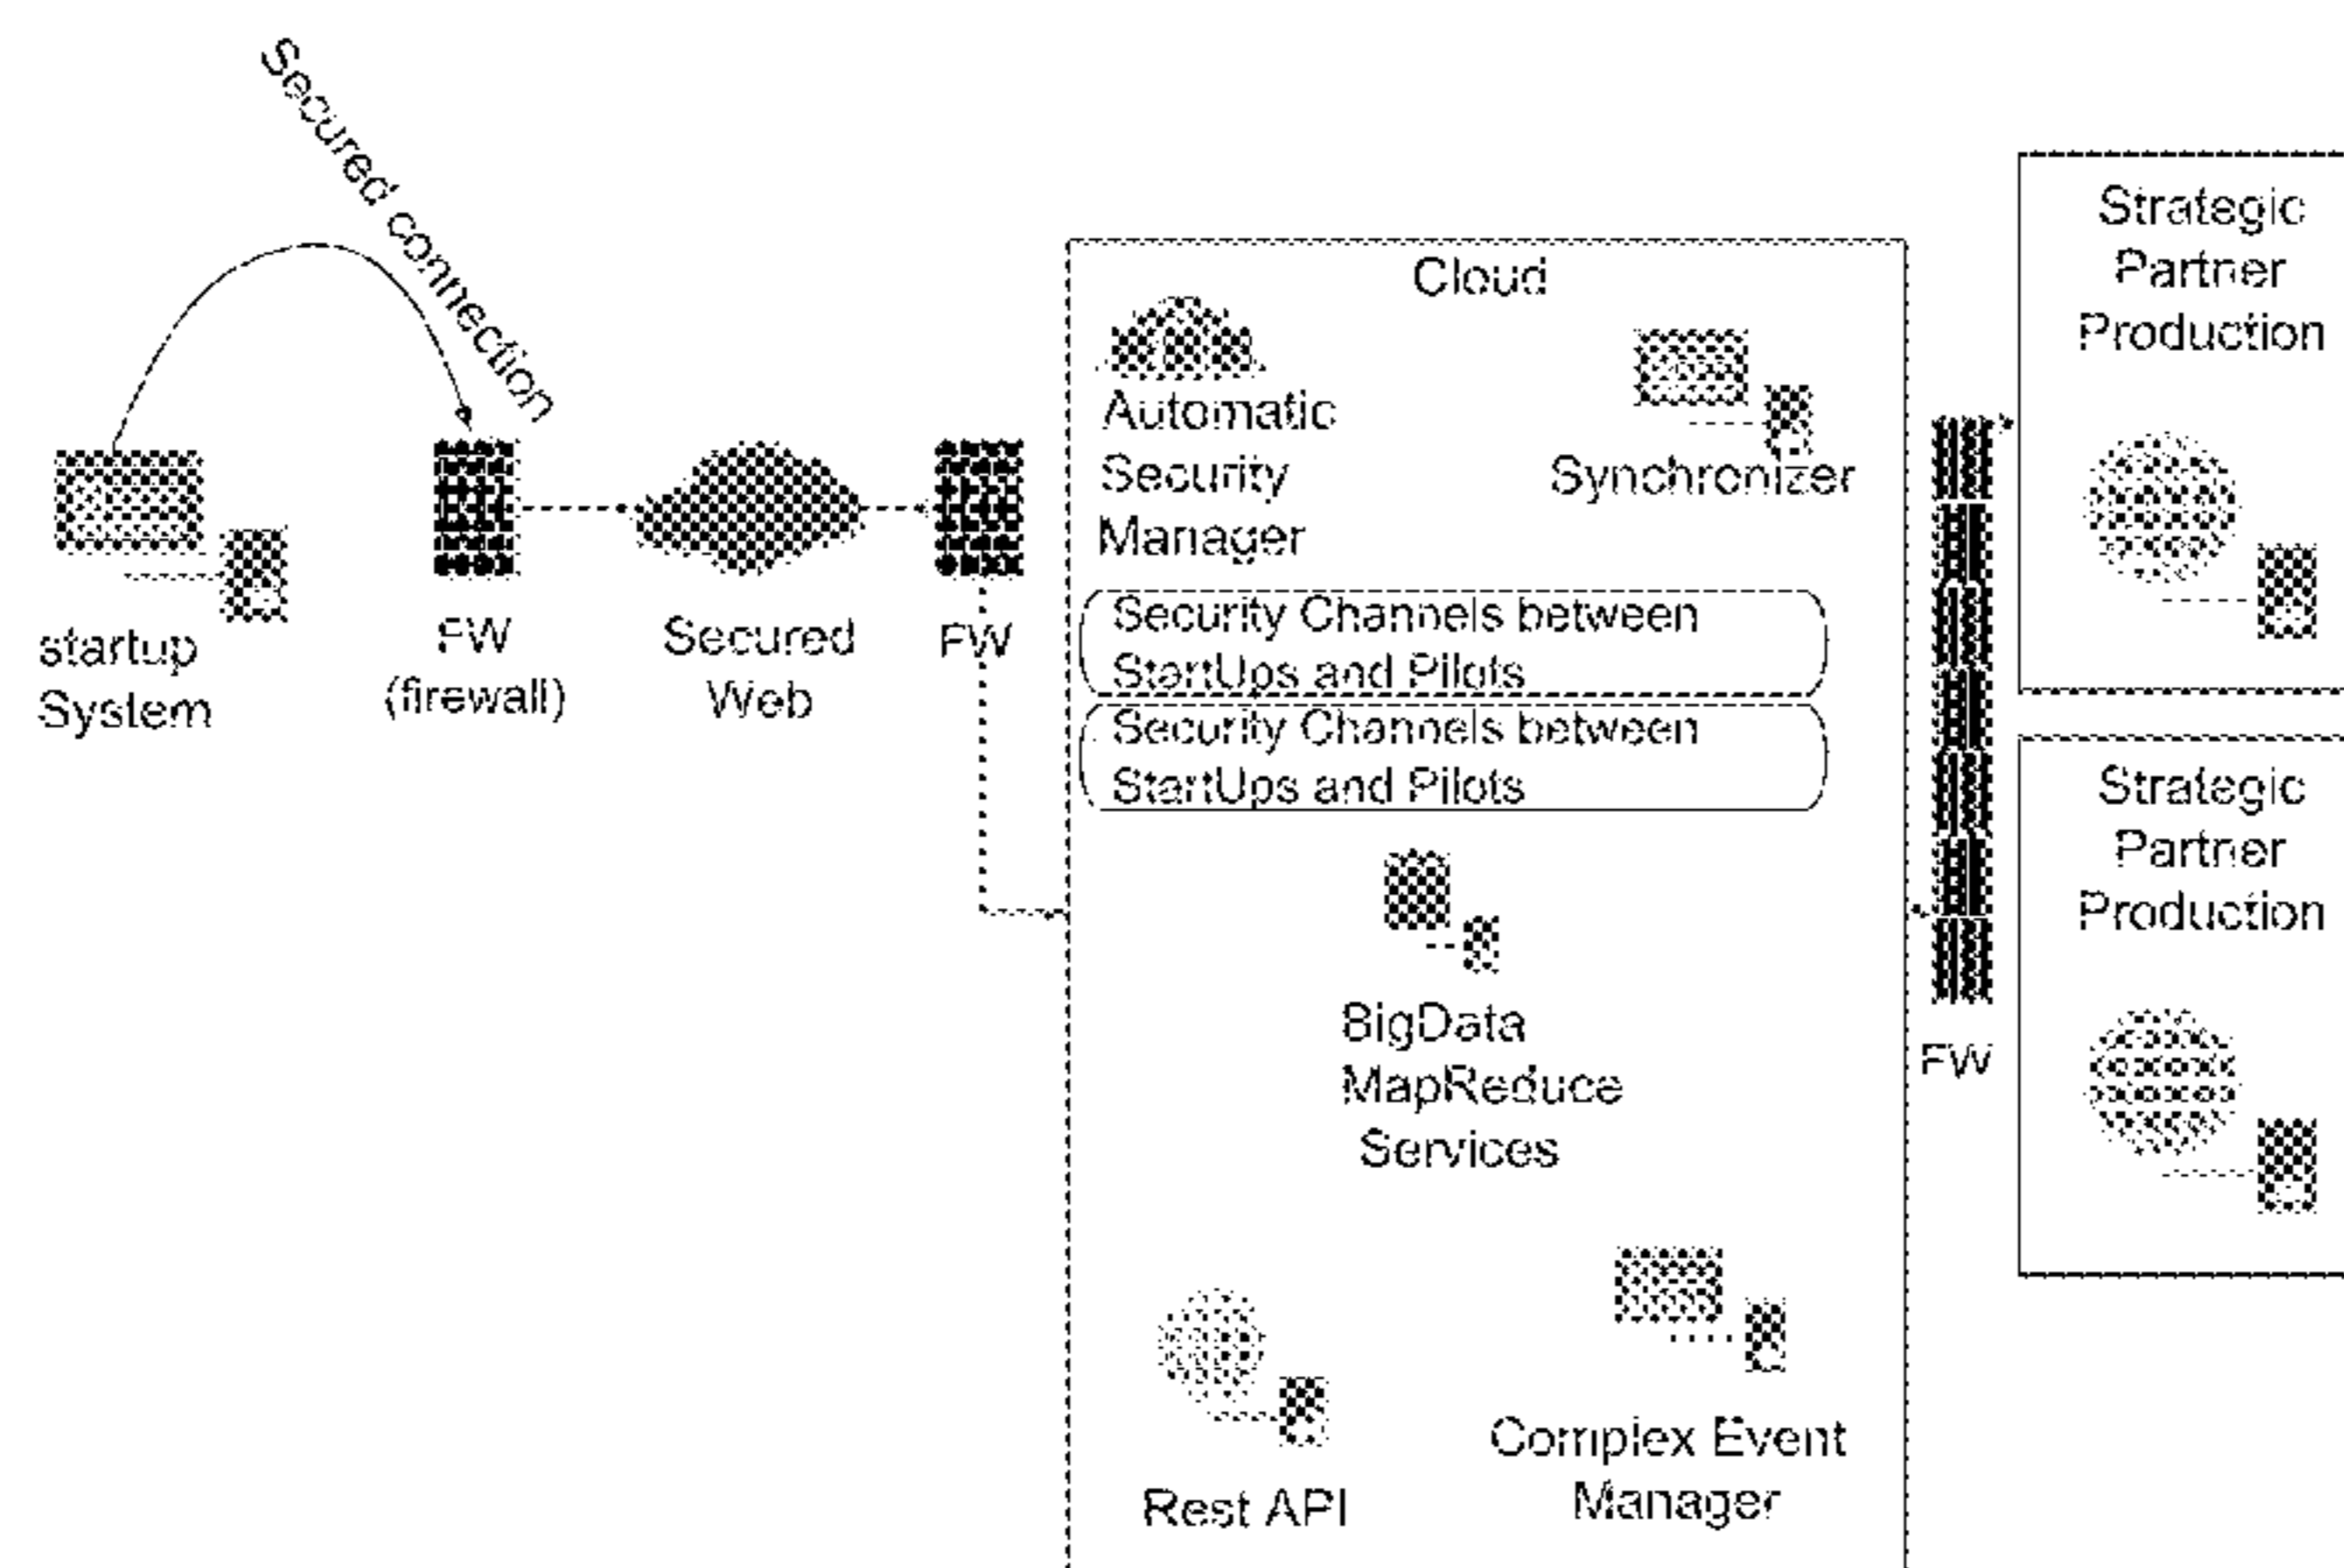 Secured connection
startup
System
FW
(firewall)
Secured
Web
FW
Cloud
Automatic
Security
Manager
Synchronizer
Security Channels between
StartUps and Pilots
Security Channels between
StartUps and Pilots
BigData
MapReduce
Services
Rest API
Complex Event
Manager
FW
Strategic
Partner
Production
Strategic
Partner
Production